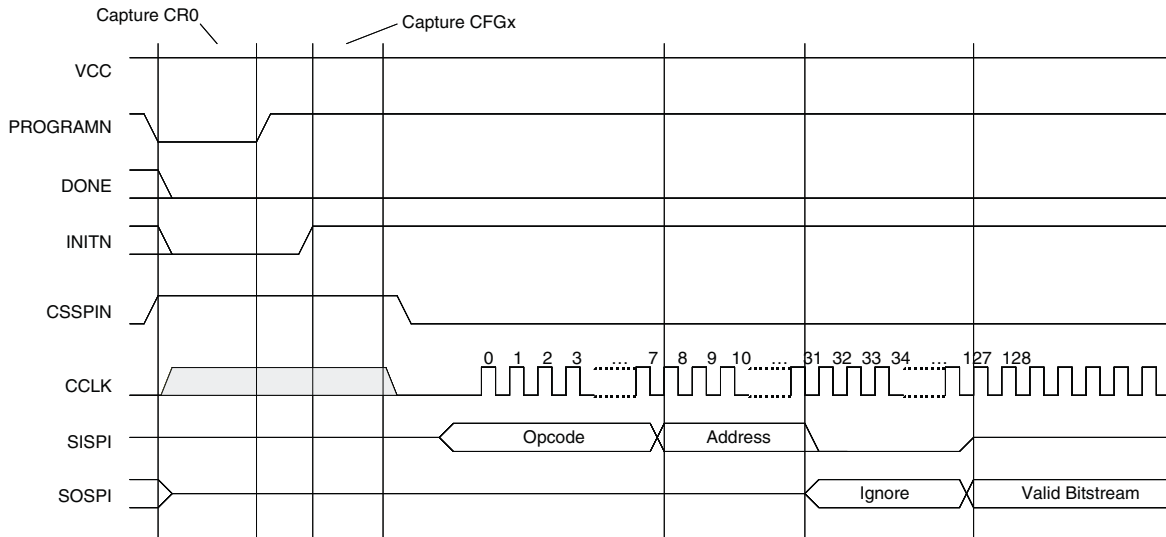 Capture CR0
Capture CFGx
VCC
PROGRAMN
DONE
INITN
CSSPIN
0 1 2 3 ... 7 8 9 10 ... 31 32 33 34 ... 127 128
CCLK
SISPI Opcode Address
SOSPI Ignore Valid Bitstream